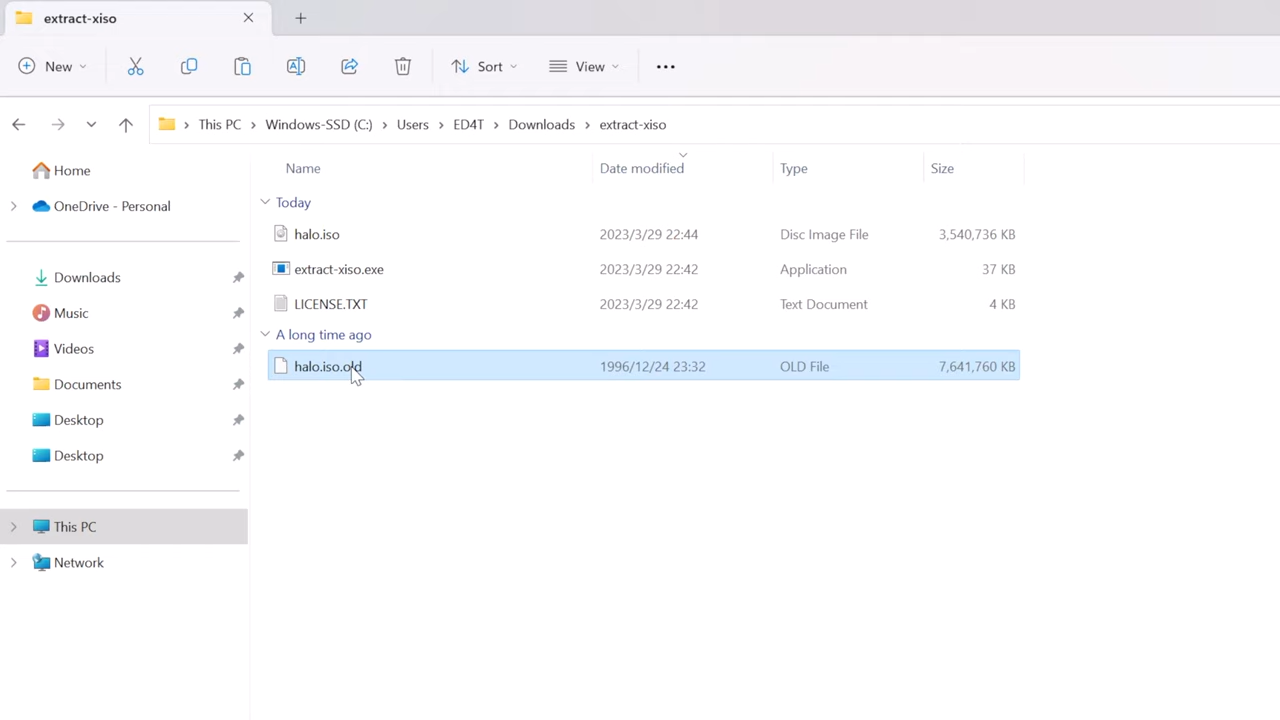 extract-xiso
New
Sort
View
This PC > Windows-SSD (C:) > Users > ED4T > Downloads > extract-xiso
Home
OneDrive - Personal
Downloads
Music
Videos
Documents
Desktop
Desktop
This PC
Network
Name Date modified Type Size
Today
halo.iso 2023/3/29 22:44 Disc Image File 3,540,736 KB
extract-xiso.exe 2023/3/29 22:42 Application 37 KB
LICENSE.TXT 2023/3/29 22:42 Text Document 4 KB
A long time ago
halo.iso.old 1996/12/24 23:32 OLD File 7,641,760 KB